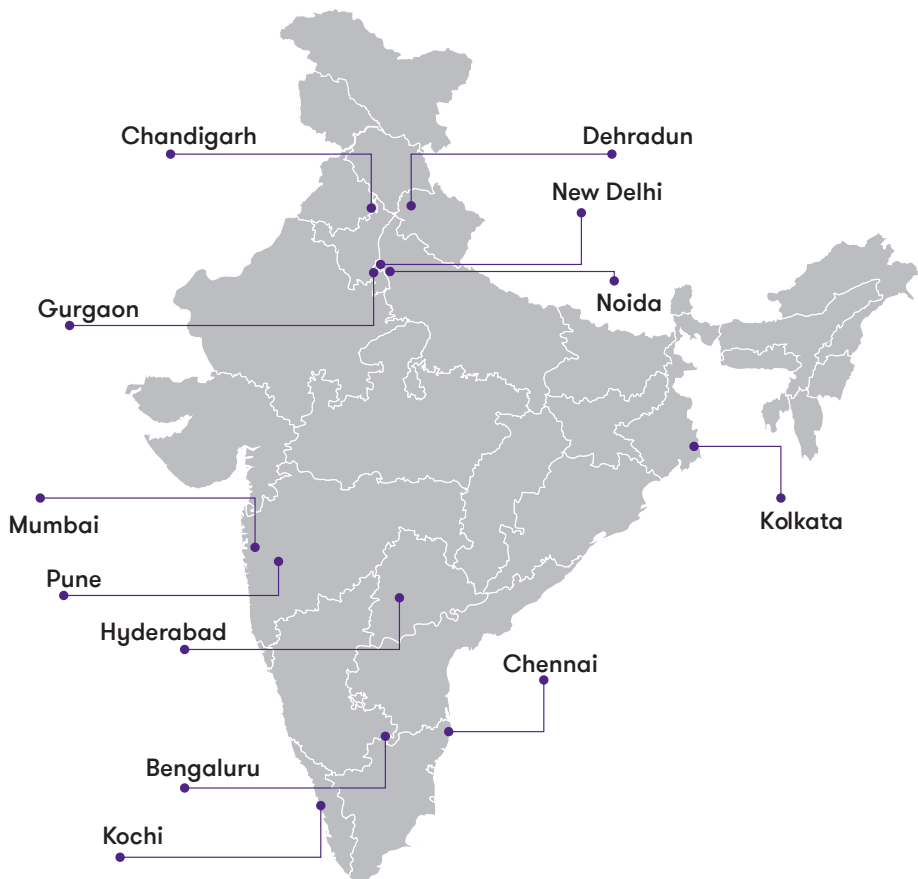 Chandigarh
Dehradun
New Delhi
Noida
Gurgaon
Mumbai
Kolkata
Pune
Hyderabad
Chennai
Bengaluru
Kochi